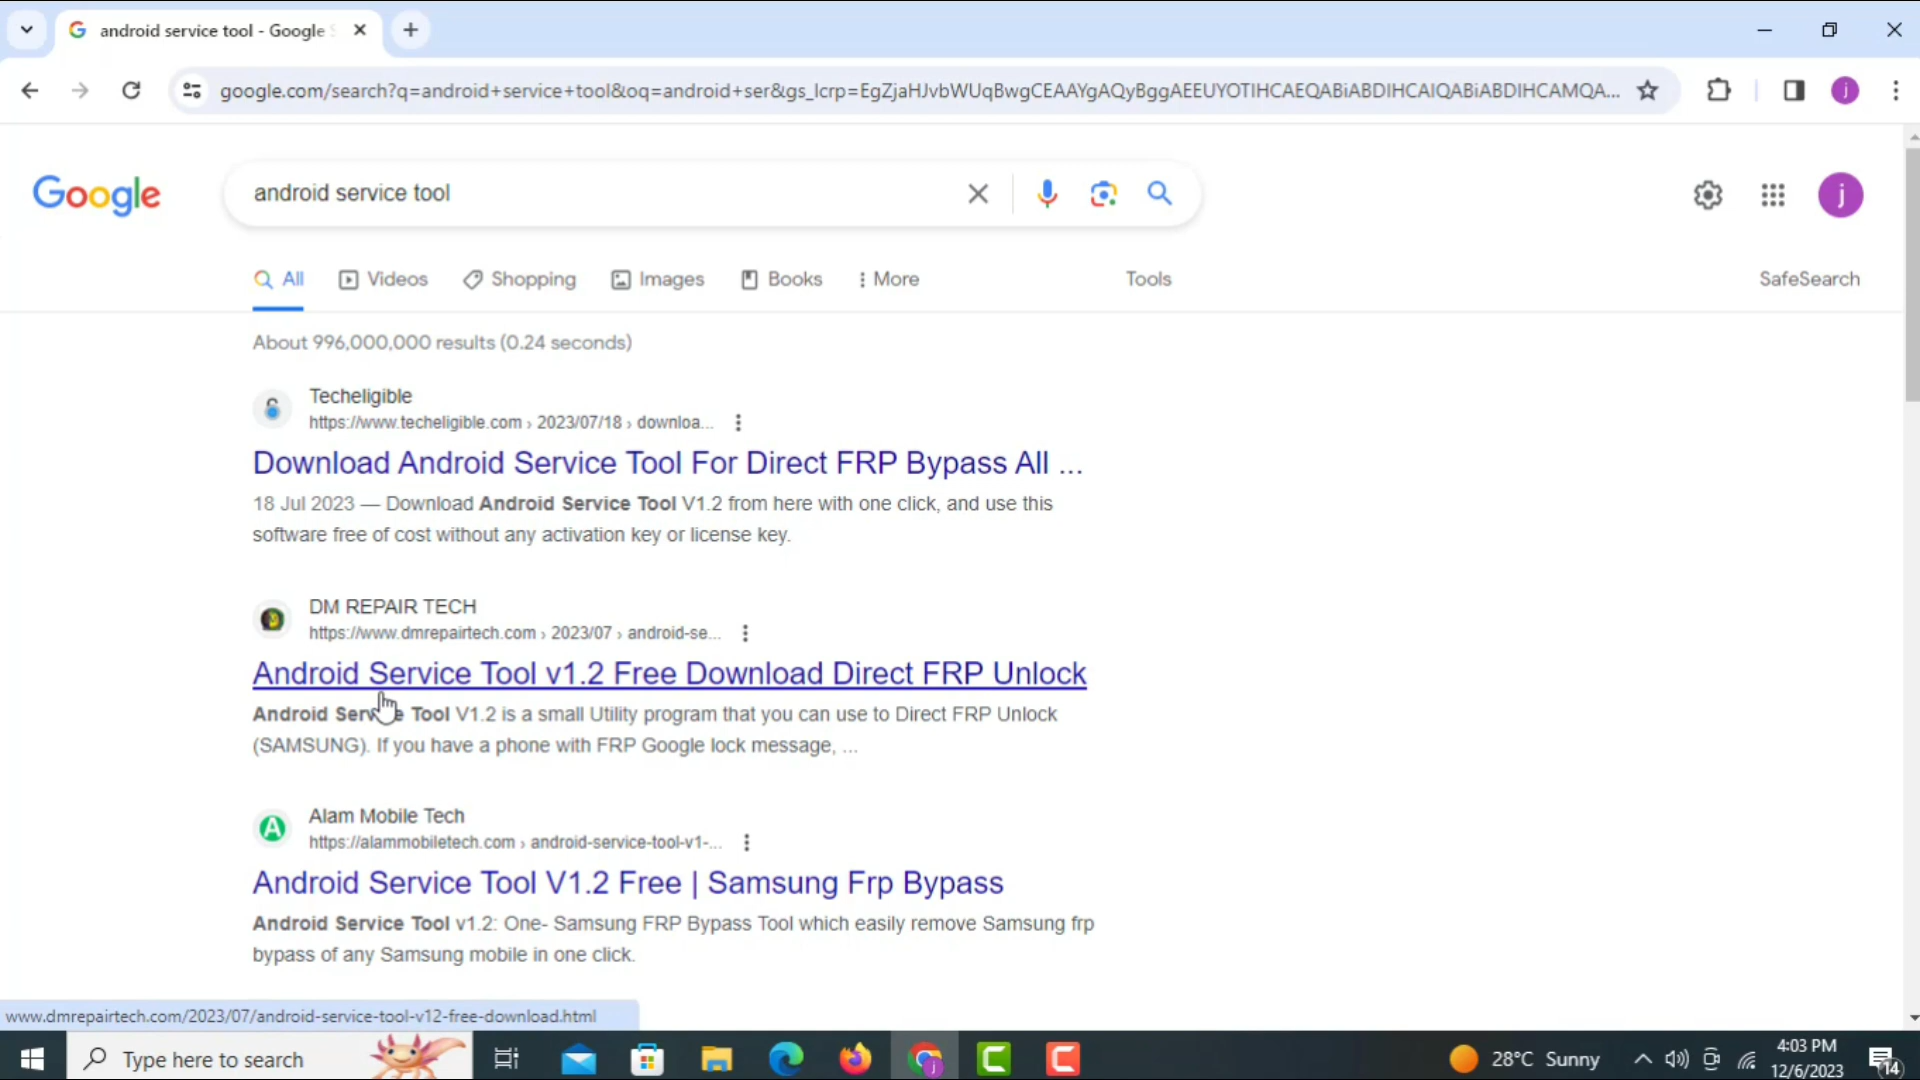 android service tool - Google S
google.com/search?q=android+service+tool&oq=android+ser&gs_lcrp=EgZjaHJvbWUqBwgCEAAYgAQyBggAEEUYOTIHCAEQABiABDIHCAIQABiABDIHCAMQA...
j
Google
android service tool
j
All
Videos
Shopping
Images
Books
More
Tools
SafeSearch
About 996,000,000 results (0.24 seconds)
Techeligible
https://www.techeligible.com › 2023/07/18 › downloa...
Download Android Service Tool For Direct FRP Bypass All ...
18 Jul 2023 — Download Android Service Tool V1.2 from here with one click, and use this
software free of cost without any activation key or license key.
DM REPAIR TECH
https://www.dmrepairtech.com › 2023/07 › android-se...
Android Service Tool v1.2 Free Download Direct FRP Unlock
Android Service Tool V1.2 is a small Utility program that you can use to Direct FRP Unlock
(SAMSUNG). If you have a phone with FRP Google lock message, ...
Alam Mobile Tech
https://alammobiletech.com › android-service-tool-v1-...
Android Service Tool V1.2 Free | Samsung Frp Bypass
Android Service Tool v1.2: One- Samsung FRP Bypass Tool which easily remove Samsung frp
bypass of any Samsung mobile in one click.
www.dmrepairtech.com/2023/07/android-service-tool-v12-free-download.html
Type here to search
28°C Sunny
4:03 PM
12/6/2023
14